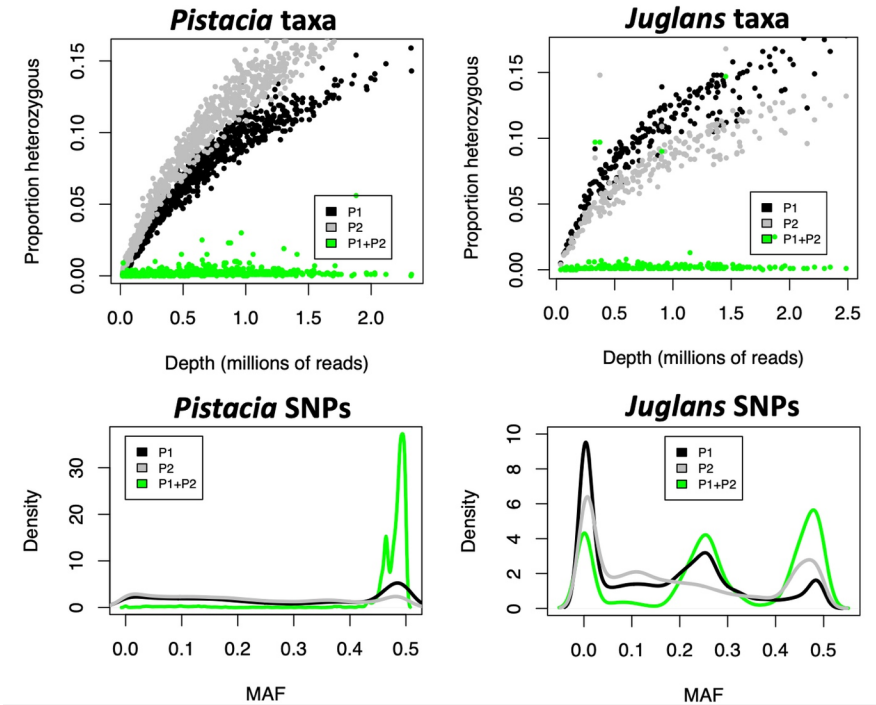 Pistacia taxa
Proportion heterozygous
0.15
0.10
0.05
0.00
P1
P2
P1+P2
0.0 0.5 1.0 1.5 2.0
Depth (millions of reads)
Juglans taxa
Proportion heterozygous
0.15
0.10
0.05
0.00
P1
P2
P1+P2
0.0 0.5 1.0 1.5 2.0 2.5
Depth (millions of reads)
Pistacia SNPs
Density
30
20
10
0
P1
P2
P1+P2
0.0 0.1 0.2 0.3 0.4 0.5
MAF
Juglans SNPs
Density
10
8
6
4
2
0
P1
P2
P1+P2
0.0 0.1 0.2 0.3 0.4 0.5
MAF